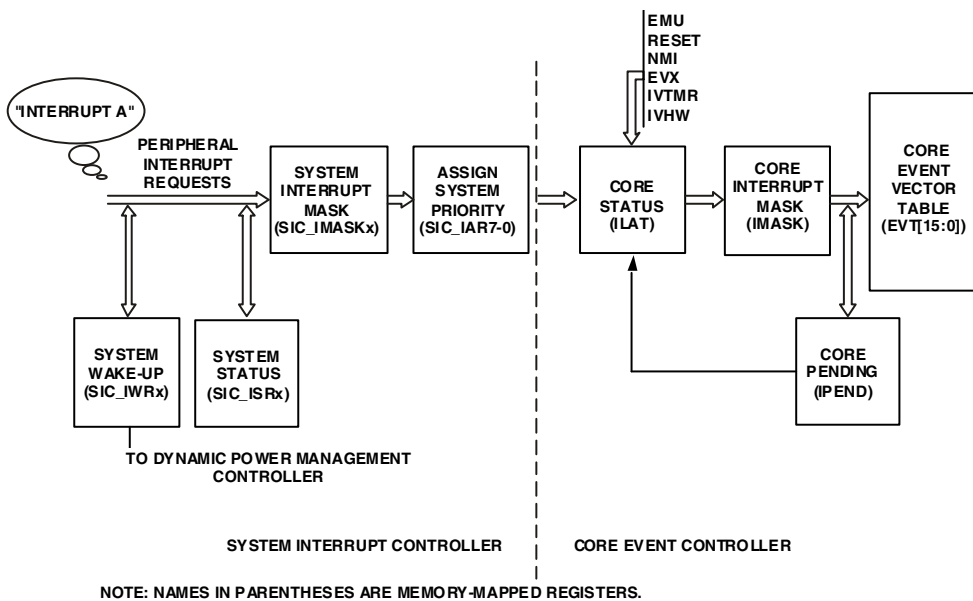 EMU
RESET
NMI
EVX
IVTMR
IVHW
"INTERRUPT A"
PERIPHERAL
INTERRUPT
REQUESTS
SYSTEM
INTERRUPT
MASK
(SIC_IMASKx)
ASSIGN
SYSTEM
PRIORITY
(SIC_IAR7-0)
CORE
STATUS
(ILAT)
CORE
INTERRUPT
MASK
(IMASK)
CORE
EVENT
VECTOR
TABLE
(EVT[15:0])
SYSTEM
WAKE-UP
(SIC_IWRx)
SYSTEM
STATUS
(SIC_ISRx)
CORE
PENDING
(IPEND)
TO DYNAMIC POWER MANAGEMENT
CONTROLLER
SYSTEM INTERRUPT CONTROLLER
CORE EVENT CONTROLLER
NOTE: NAMES IN PARENTHESES ARE MEMORY-MAPPED REGISTERS.